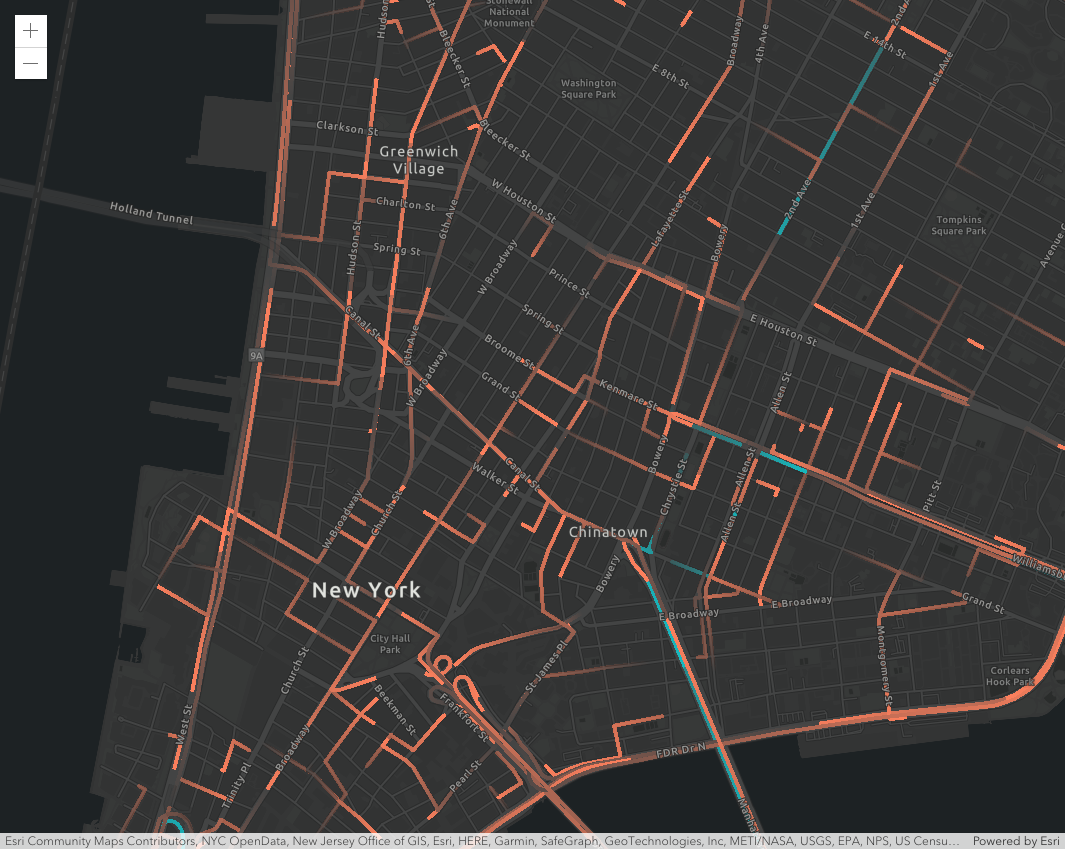 Stonewall
National
Monument
Hudson
Bleecker St
Broadway
4th Ave
2nd
E 14th St
1st Ave
E 8th St
Washington
Square Park
Clarkson St
Bleecker St
Greenwich
Village
W Houston St
Charlton St
Holland Tunnel
6th Ave
Lafayette St
2nd Ave
1st Ave
Tompkins
Square Park
Avenue C
Hudson St
Spring St
W Broadway
Bowery
Prince St
Canal St
Spring St
E Houston St
9A
6th Ave
Broome St
W Broadway
Grand St
Kenmare St
Allen St
Walker St
Canal St
Bowery
Chrystie St
Allen St
Pitt St
W Broadway
Church St
Allen St
Chinatown
Williamsb
New York
Bowery
E Broadway
E Broadway
Grand St
City Hall
Park
Montgomery St
Church St
St James Pl
Corlears
Hook Park
Beekman St
Frankfort St
West St
Broadway
FDR Dr N
Trinity Pl
Pearl St
Manha
Esri Community Maps Contributors, NYC OpenData, New Jersey Office of GIS, Esri, HERE, Garmin, SafeGraph, GeoTechnologies, Inc, METI/NASA, USGS, EPA, NPS, US Censu…
Powered by Esri